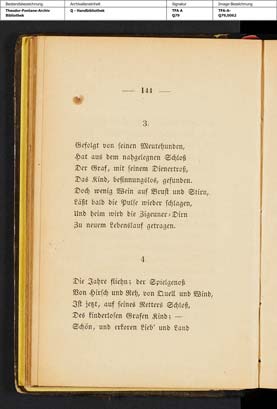 Bestandsbezeichnung Archivalieneinheit Signatur Image-Bezeichnung
Theodor-Fontane-Archiv Q - Handbibliothek TFA A TFA-A-
Bibliothek Q79 Q79,0062
— 144 —
3.
Gefolgt von seinen Meutehunden,
Hat aus dem nahgelegnen Schloß
Der Graf, mit seinem Dienertroß,
Das Kind, besinnungslos, gefunden.
Doch wenig Wein auf Brust und Stirn,
Läßt bald die Pulse wieder schlagen,
Und heim wird die Zigeuner-Dirn
Zu neuem Lebenslauf getragen.
4
Die Jahre fliehn; der Spielgenoß
Von Hirsch und Reh, von Quell und Wind,
Ist jetzt, auf seines Retters Schloß,
Des kinderlosen Grafen Kind; —
Schön, und erkoren Lieb' und Land